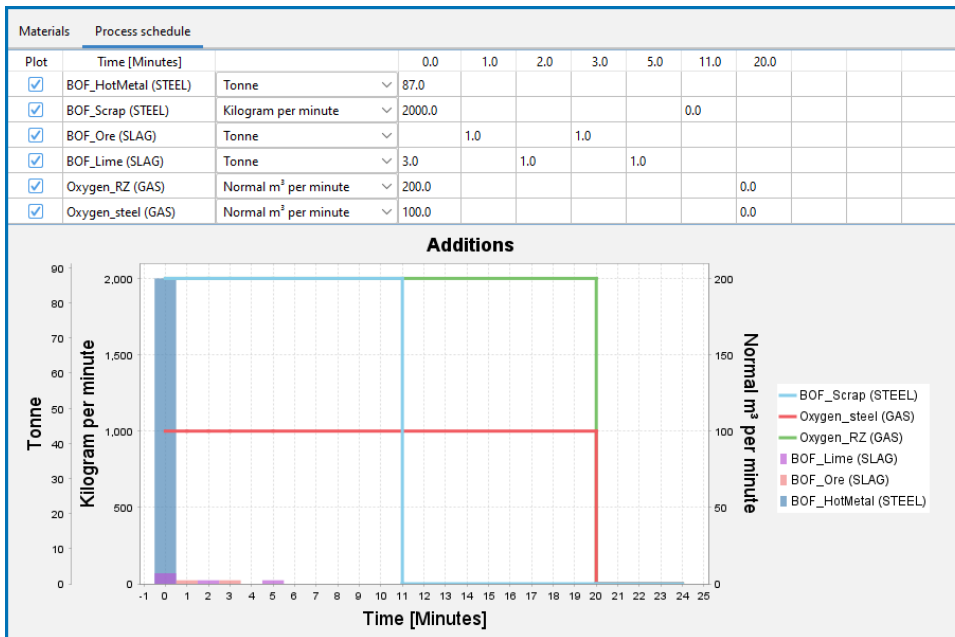 Materials Process schedule
Plot Time [Minutes] 0.0 1.0 2.0 3.0 5.0 11.0 20.0
BOF_HotMetal (STEEL) Tonne 87.0
BOF_Scrap (STEEL) Kilogram per minute 2000.0 0.0
BOF_Ore (SLAG) Tonne 1.0 1.0
BOF_Lime (SLAG) Tonne 3.0 1.0 1.0
Oxygen_RZ (GAS) Normal m³ per minute 200.0 0.0
Oxygen_steel (GAS) Normal m³ per minute 100.0 0.0
Additions
Tonne
90
80
70
60
50
40
30
20
10
0
Kilogram per minute
2,000
1,500
1,000
500
0
200
150
100
50
0
Normal m³ per minute
BOF_Scrap (STEEL)
Oxygen_steel (GAS)
Oxygen_RZ (GAS)
BOF_Lime (SLAG)
BOF_Ore (SLAG)
BOF_HotMetal (STEEL)
-1 0 1 2 3 4 5 6 7 8 9 10 11 12 13 14 15 16 17 18 19 20 21 22 23 24 25
Time [Minutes]